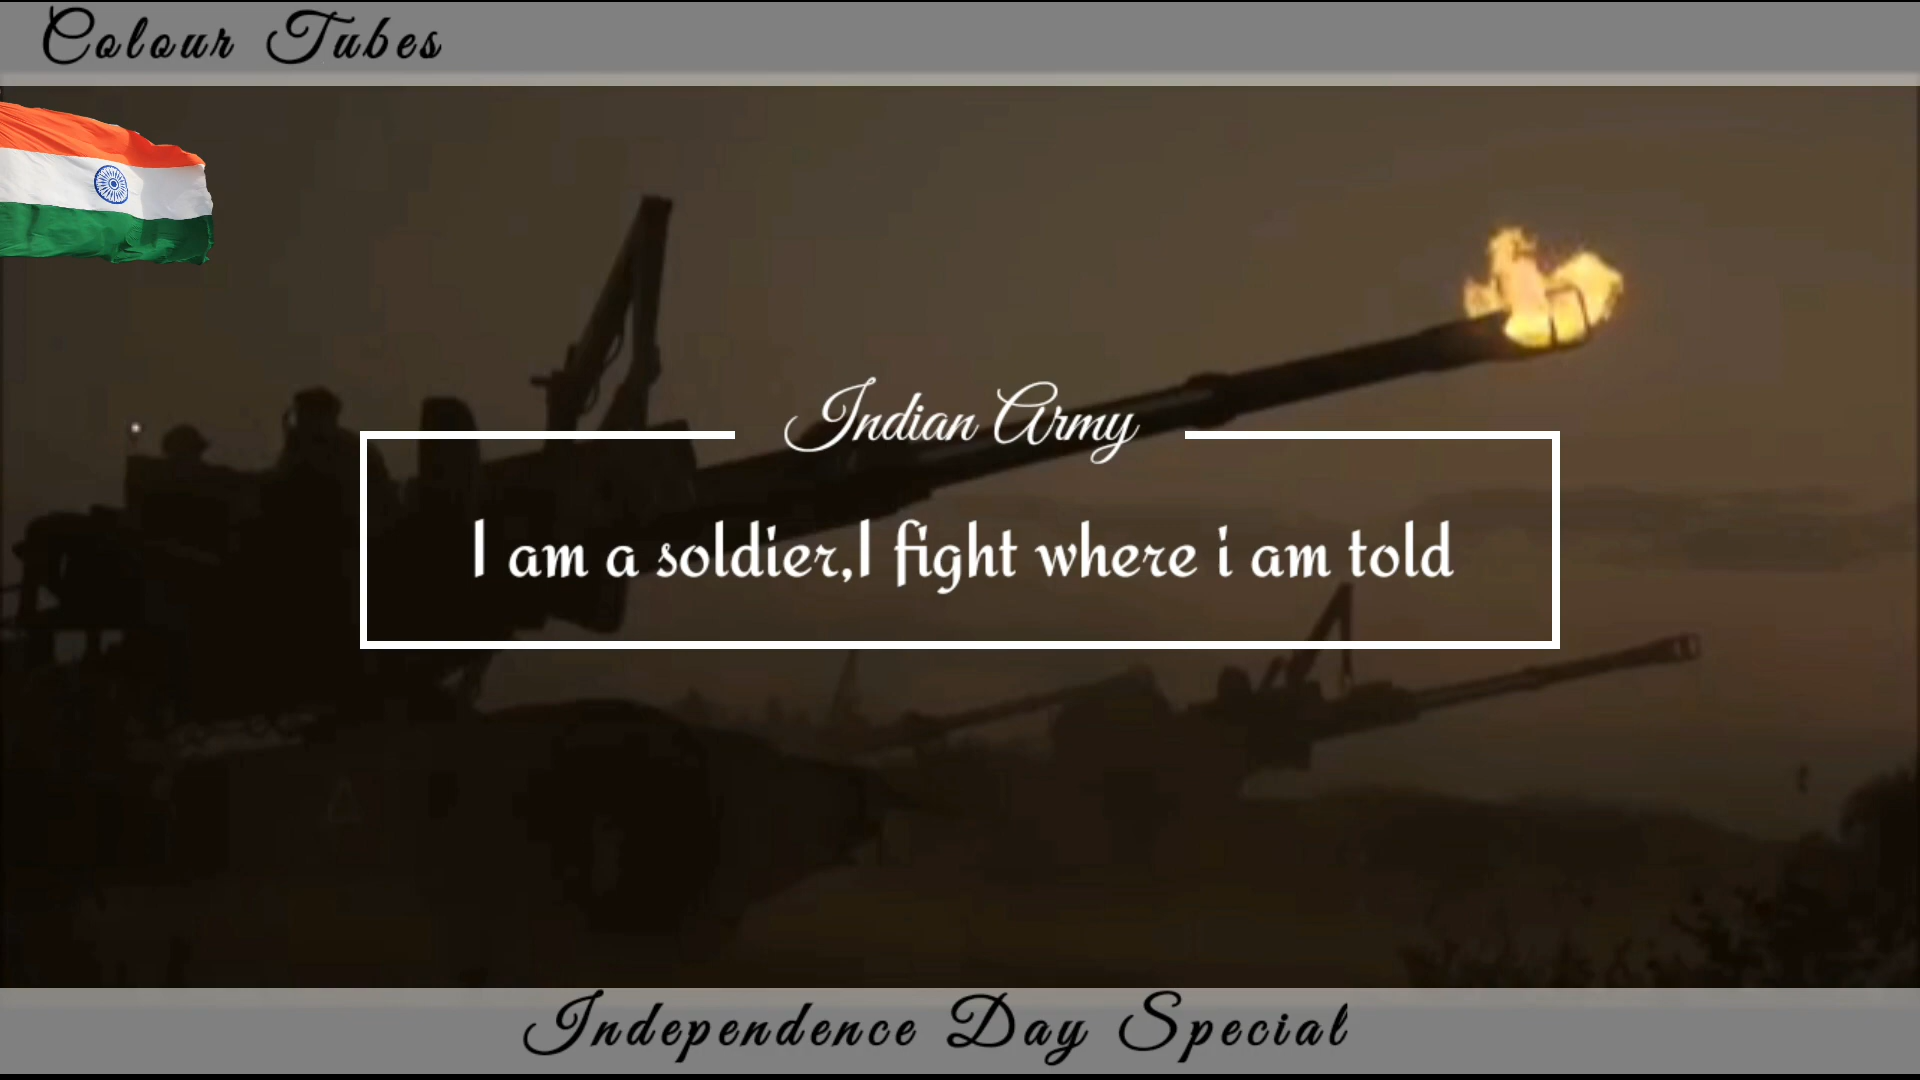 Colour Tubes
Indian Army
I am a soldier,I fight where i am told
Independence Day Special